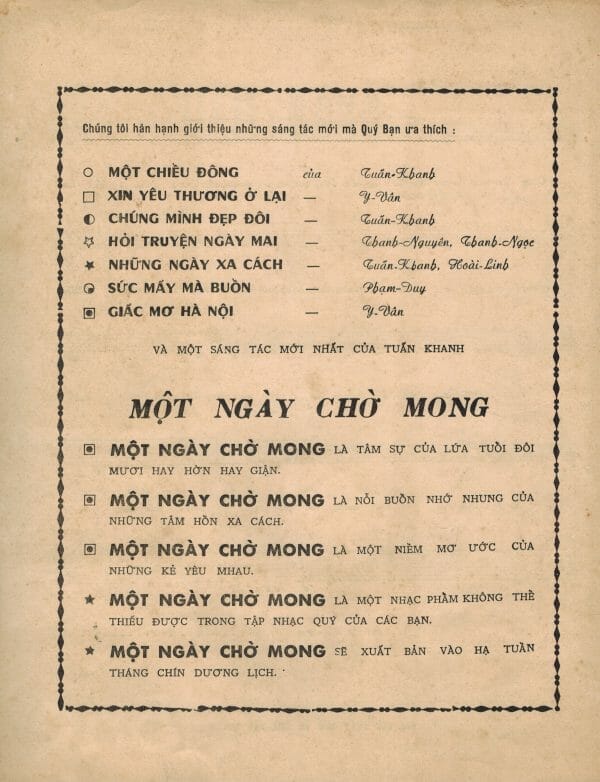 Chúng tôi hân hạnh giới thiệu những sáng tác mới mà Quý Bạn ưa thích :
MỘT CHIỀU ĐÔNG của Tuấn-Khanh
XIN YÊU THƯƠNG Ở LẠI — Y-Vân
CHÚNG MÌNH ĐẸP ĐÔI — Tuấn-Khanh
HỎI TRUYỆN NGÀY MAI — Thanh-Nguyên, Thanh-Ngọc
NHỮNG NGÀY XA CÁCH — Tuấn-Khanh, Hoài-Linh
SỨC MẤY MÀ BUỒN — Phạm-Duy
GIẤC MƠ HÀ NỘI — Y-Vân
VÀ MỘT SÁNG TÁC MỚI NHẤT CỦA TUẤN KHANH
MỘT NGÀY CHỜ MONG
MỘT NGÀY CHỜ MONG LÀ TÂM SỰ CỦA LỨA TUỔI ĐÔI
MƯƠI HAY HỜN HAY GIẬN.
MỘT NGÀY CHỜ MONG LÀ NỖI BUỒN NHỚ NHUNG CỦA
NHỮNG TÂM HỒN XA CÁCH.
MỘT NGÀY CHỜ MONG LÀ MỘT NIỀM MƠ ƯỚC CỦA
NHỮNG KẺ YÊU NHAU.
MỘT NGÀY CHỜ MONG LÀ MỘT NHẠC PHẨM KHÔNG THỂ
THIẾU ĐƯỢC TRONG TẬP NHẠC QUÝ CỦA CÁC BẠN.
MỘT NGÀY CHỜ MONG SẼ XUẤT BẢN VÀO HẠ TUẦN
THÁNG CHÍN DƯƠNG LỊCH.